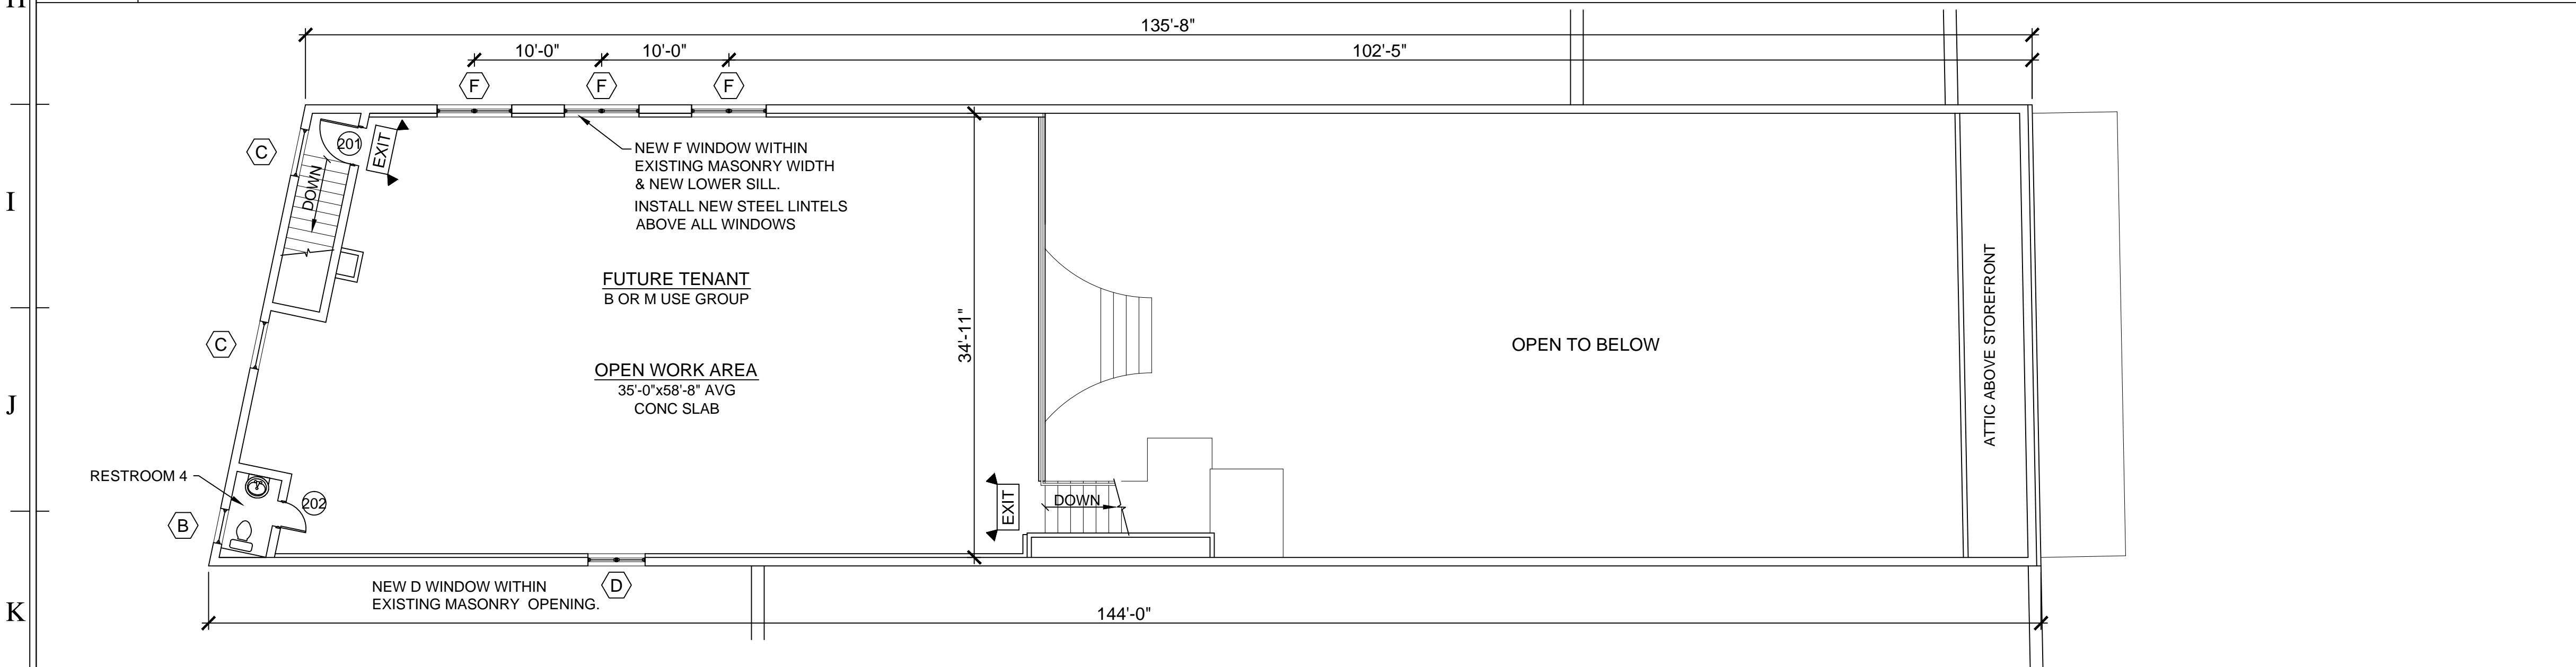 H
135'-8"
10'-0"
10'-0"
102'-5"
F
F
F
C
201
EXIT
DOWN
NEW F WINDOW WITHIN
EXISTING MASONRY WIDTH
& NEW LOWER SILL.
INSTALL NEW STEEL LINTELS
ABOVE ALL WINDOWS
I
FUTURE TENANT
B OR M USE GROUP
34'-11"
C
OPEN TO BELOW
ATTIC ABOVE STOREFRONT
OPEN WORK AREA
35'-0"x58'-8" AVG
CONC SLAB
J
RESTROOM 4
202
B
EXIT
DOWN
NEW D WINDOW WITHIN
EXISTING MASONRY OPENING.
D
K
144'-0"